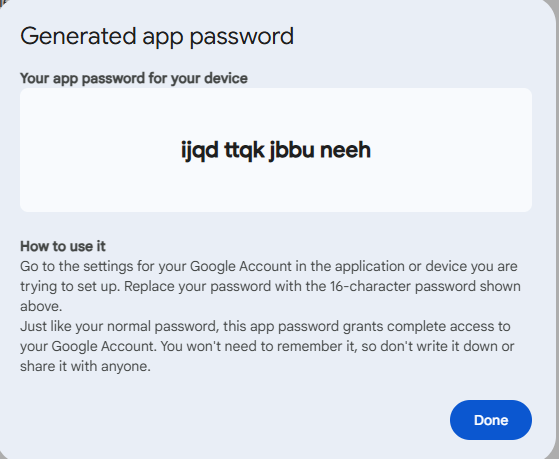 Generated app password
Your app password for your device
ijqd ttqk jbbu neeh
How to use it
Go to the settings for your Google Account in the application or device you are
trying to set up. Replace your password with the 16-character password shown
above.
Just like your normal password, this app password grants complete access to
your Google Account. You won't need to remember it, so don't write it down or
share it with anyone.
Done